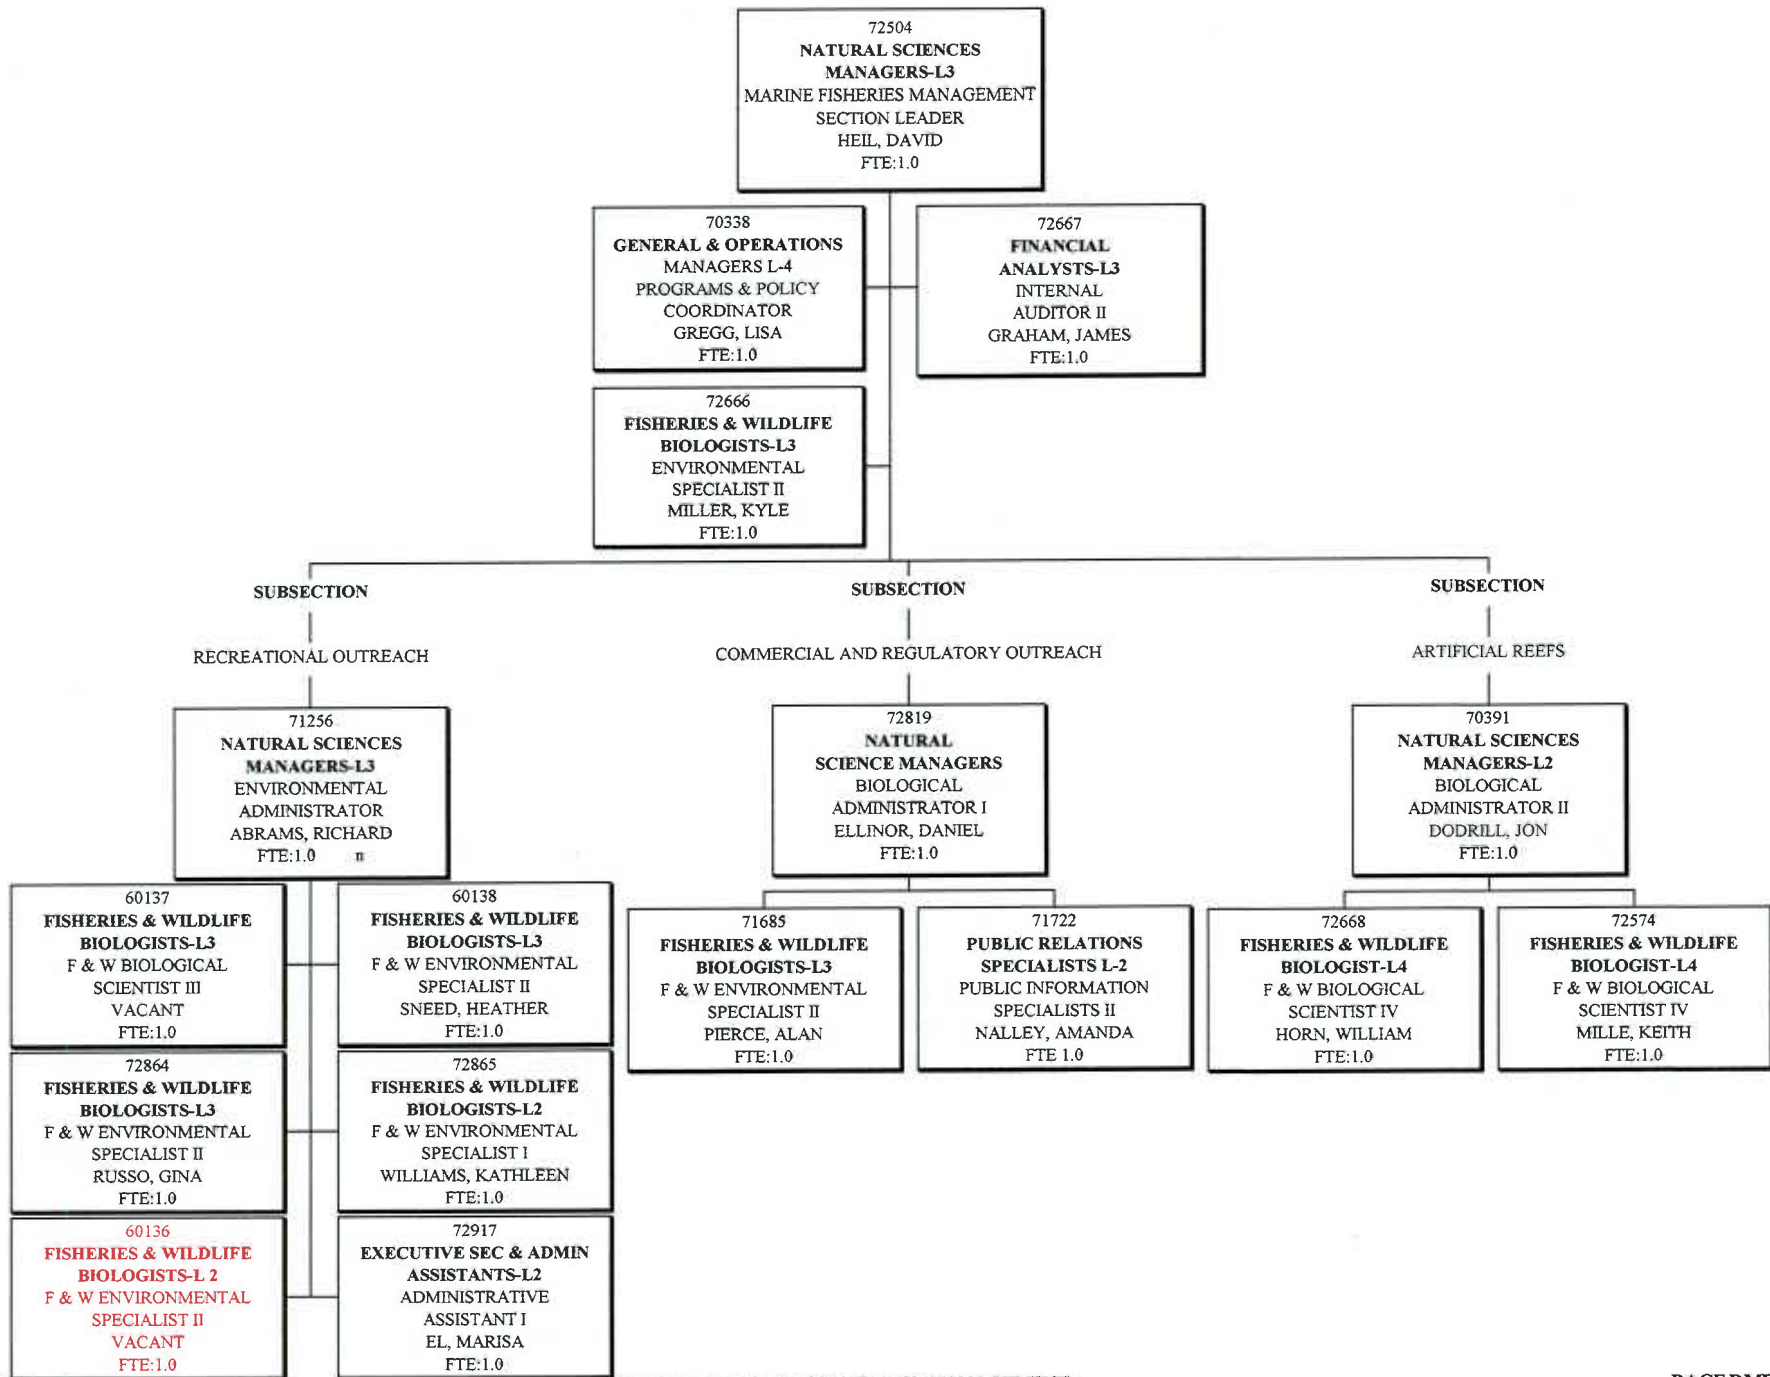 72504
NATURAL SCIENCES
MANAGERS-L3
MARINE FISHERIES MANAGEMENT
SECTION LEADER
HEIL, DAVID
FTE:1.0
70338
GENERAL & OPERATIONS
MANAGERS L-4
PROGRAMS & POLICY
COORDINATOR
GREGG, LISA
FTE:1.0
72667
FINANCIAL
ANALYSTS-L3
INTERNAL
AUDITOR II
GRAHAM, JAMES
FTE:1.0
72666
FISHERIES & WILDLIFE
BIOLOGISTS-L3
ENVIRONMENTAL
SPECIALIST II
MILLER, KYLE
FTE:1.0
SUBSECTION
RECREATIONAL OUTREACH
71256
NATURAL SCIENCES
MANAGERS-L3
ENVIRONMENTAL
ADMINISTRATOR
ABRAMS, RICHARD
FTE:1.0
60137
FISHERIES & WILDLIFE
BIOLOGISTS-L3
F & W BIOLOGICAL
SCIENTIST III
VACANT
FTE:1.0
60138
FISHERIES & WILDLIFE
BIOLOGISTS-L3
F & W ENVIRONMENTAL
SPECIALIST II
SNEED, HEATHER
FTE:1.0
72864
FISHERIES & WILDLIFE
BIOLOGISTS-L3
F & W ENVIRONMENTAL
SPECIALIST II
RUSSO, GINA
FTE:1.0
72865
FISHERIES & WILDLIFE
BIOLOGISTS-L2
F & W ENVIRONMENTAL
SPECIALIST I
WILLIAMS, KATHLEEN
FTE:1.0
60136
FISHERIES & WILDLIFE
BIOLOGISTS-L 2
F & W ENVIRONMENTAL
SPECIALIST II
VACANT
FTE:1.0
72917
EXECUTIVE SEC & ADMIN
ASSISTANTS-L2
ADMINISTRATIVE
ASSISTANT I
EL, MARISA
FTE:1.0
SUBSECTION
COMMERCIAL AND REGULATORY OUTREACH
72819
NATURAL
SCIENCE MANAGERS
BIOLOGICAL
ADMINISTRATOR I
ELLINOR, DANIEL
FTE:1.0
71685
FISHERIES & WILDLIFE
BIOLOGISTS-L3
F & W ENVIRONMENTAL
SPECIALIST II
PIERCE, ALAN
FTE:1.0
71722
PUBLIC RELATIONS
SPECIALISTS L-2
PUBLIC INFORMATION
SPECIALISTS II
NALLEY, AMANDA
FTE 1.0
SUBSECTION
ARTIFICIAL REEFS
70391
NATURAL SCIENCES
MANAGERS-L2
BIOLOGICAL
ADMINISTRATOR II
DODRILL, JON
FTE:1.0
72668
FISHERIES & WILDLIFE
BIOLOGIST-L4
F & W BIOLOGICAL
SCIENTIST IV
HORN, WILLIAM
FTE:1.0
72574
FISHERIES & WILDLIFE
BIOLOGIST-L4
F & W BIOLOGICAL
SCIENTIST IV
MILLE, KEITH
FTE:1.0